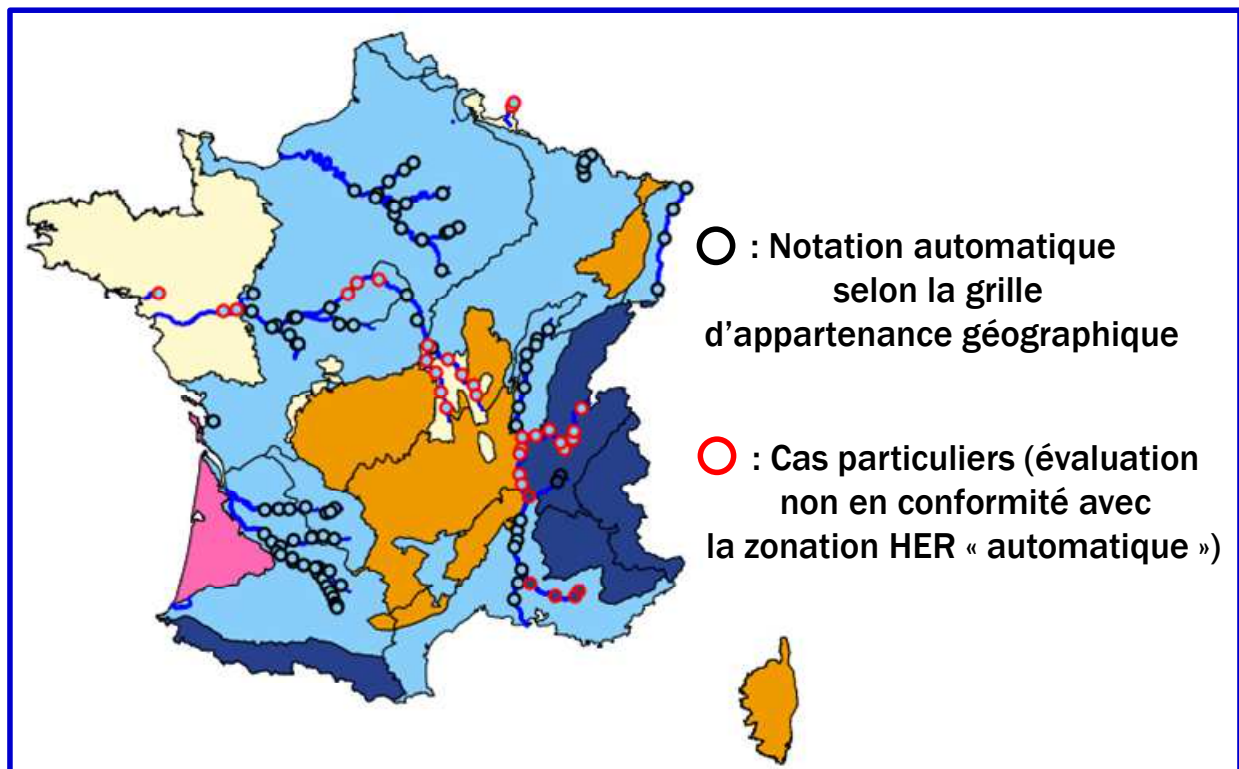 : Notation automatique
selon la grille
d’appartenance géographique
: Cas particuliers (évaluation
non en conformité avec
la zonation HER « automatique »)